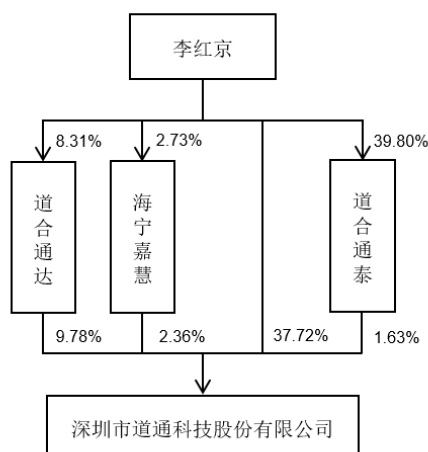 李红京
8.31%
2.73%
39.80%
道合通达
海宁嘉慧
道合通泰
9.78%
2.36%
37.72%
1.63%
深圳市道通科技股份有限公司